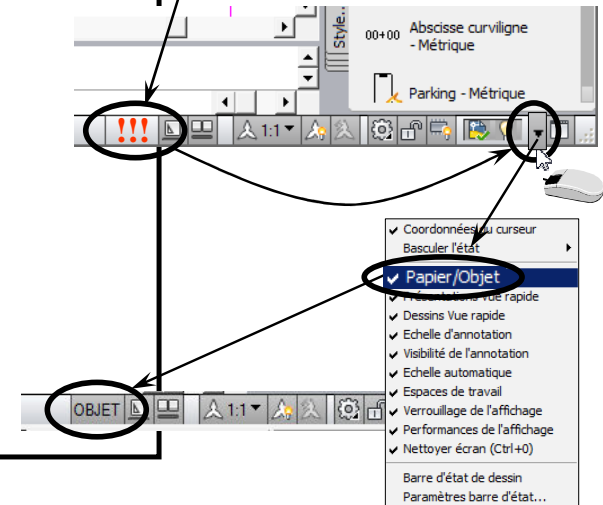 Style...
00+00 Abscisse curviligne
- Métrique
Parking - Métrique
!!! 1:1
Coordonnées du curseur
Basculer l'état
Papier/Objet
Présentations Vue rapide
Dessins Vue rapide
Echelle d'annotation
Visibilité de l'annotation
Echelle automatique
Espaces de travail
Verrouillage de l'affichage
Performances de l'affichage
Nettoyer écran (Ctrl+0)
Barre d'état de dessin
Paramètres barre d'état...
OBJET 1:1